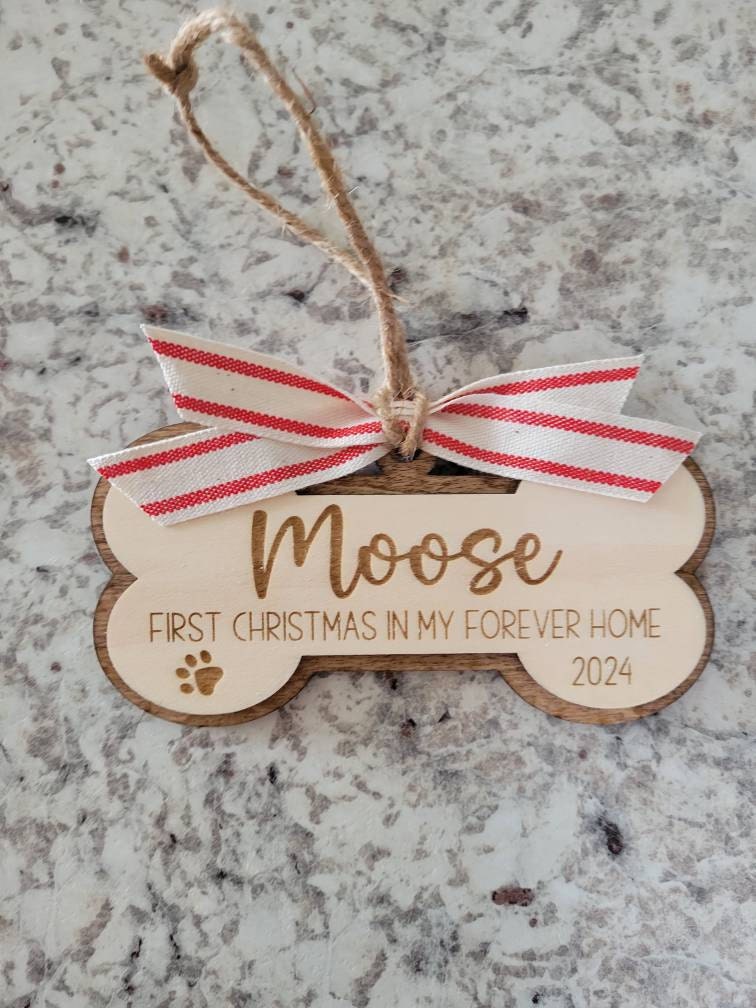 Moose
FIRST CHRISTMAS IN MY FOREVER HOME
2024